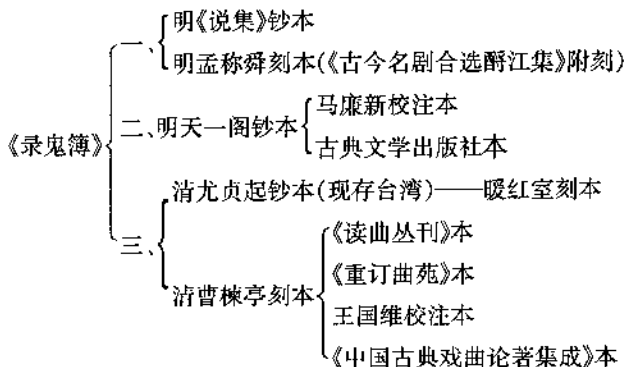 明《说集》钞本
一、
明孟称舜刻本(《古今名剧合选酹江集》附刻)
马廉新校注本
《录鬼簿》
二、明天一阁钞本
古典文学出版社本
清尤贞起钞本(现存台湾)——暖红室刻本
三、
《读曲丛刊》本
《重订曲苑》本
清曹楝亭刻本
王国维校注本
《中国古典戏曲论著集成》本